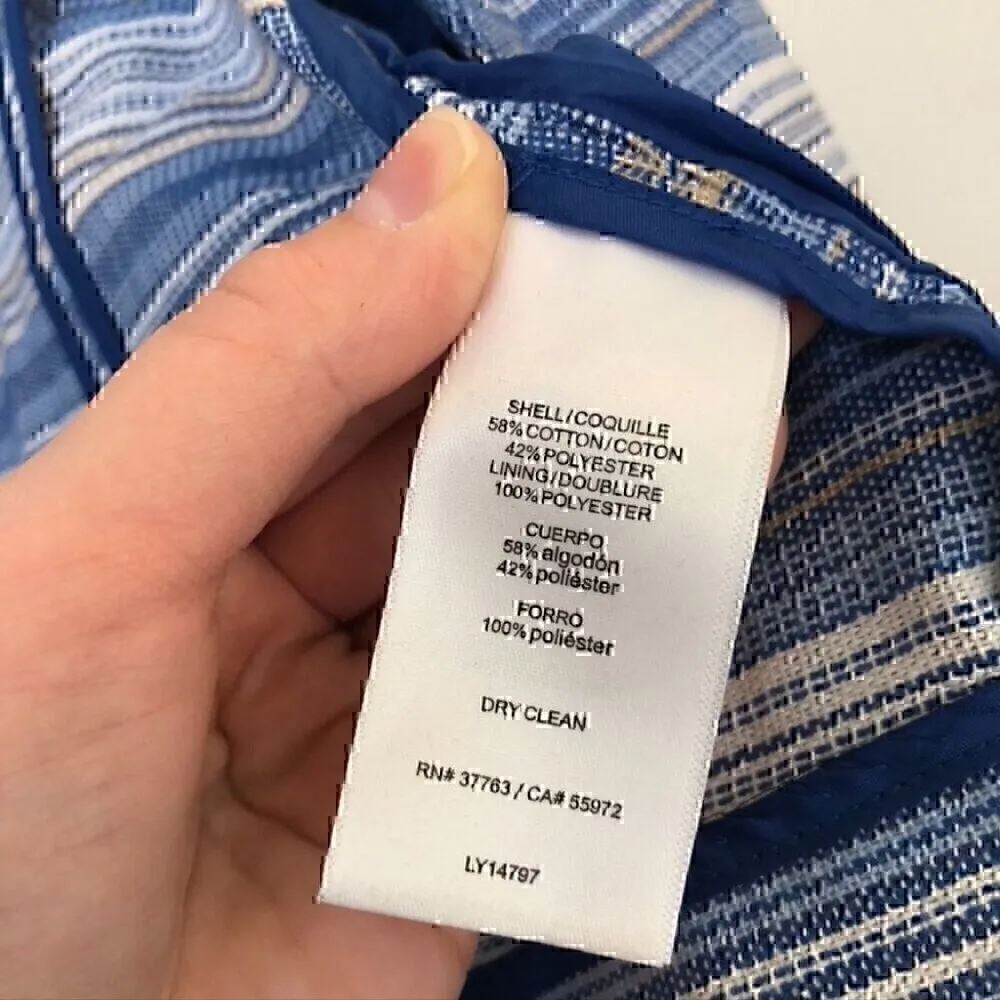 SHELL/COQUILLE
58% COTTON/COTON
42% POLYESTER
LINING/DOUBLURE
100% POLYESTER
CUERPO
58% algodón
42% poliéster
FORRO
100% poliéster
DRY CLEAN
RN# 37763 / CA# 55972
LY14797